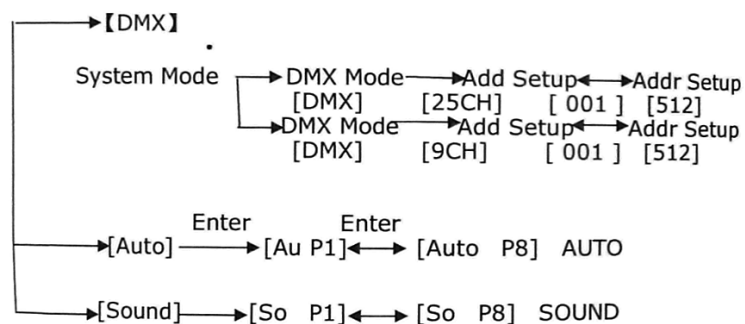 【DMX】
System Mode DMX Mode Add Setup Addr Setup
[DMX] [25CH] [ 001 ] [512]
DMX Mode Add Setup Addr Setup
[DMX] [9CH] [ 001 ] [512]
Enter Enter
[Auto] [Au P1] [Auto P8] AUTO
[Sound] [So P1] [So P8] SOUND